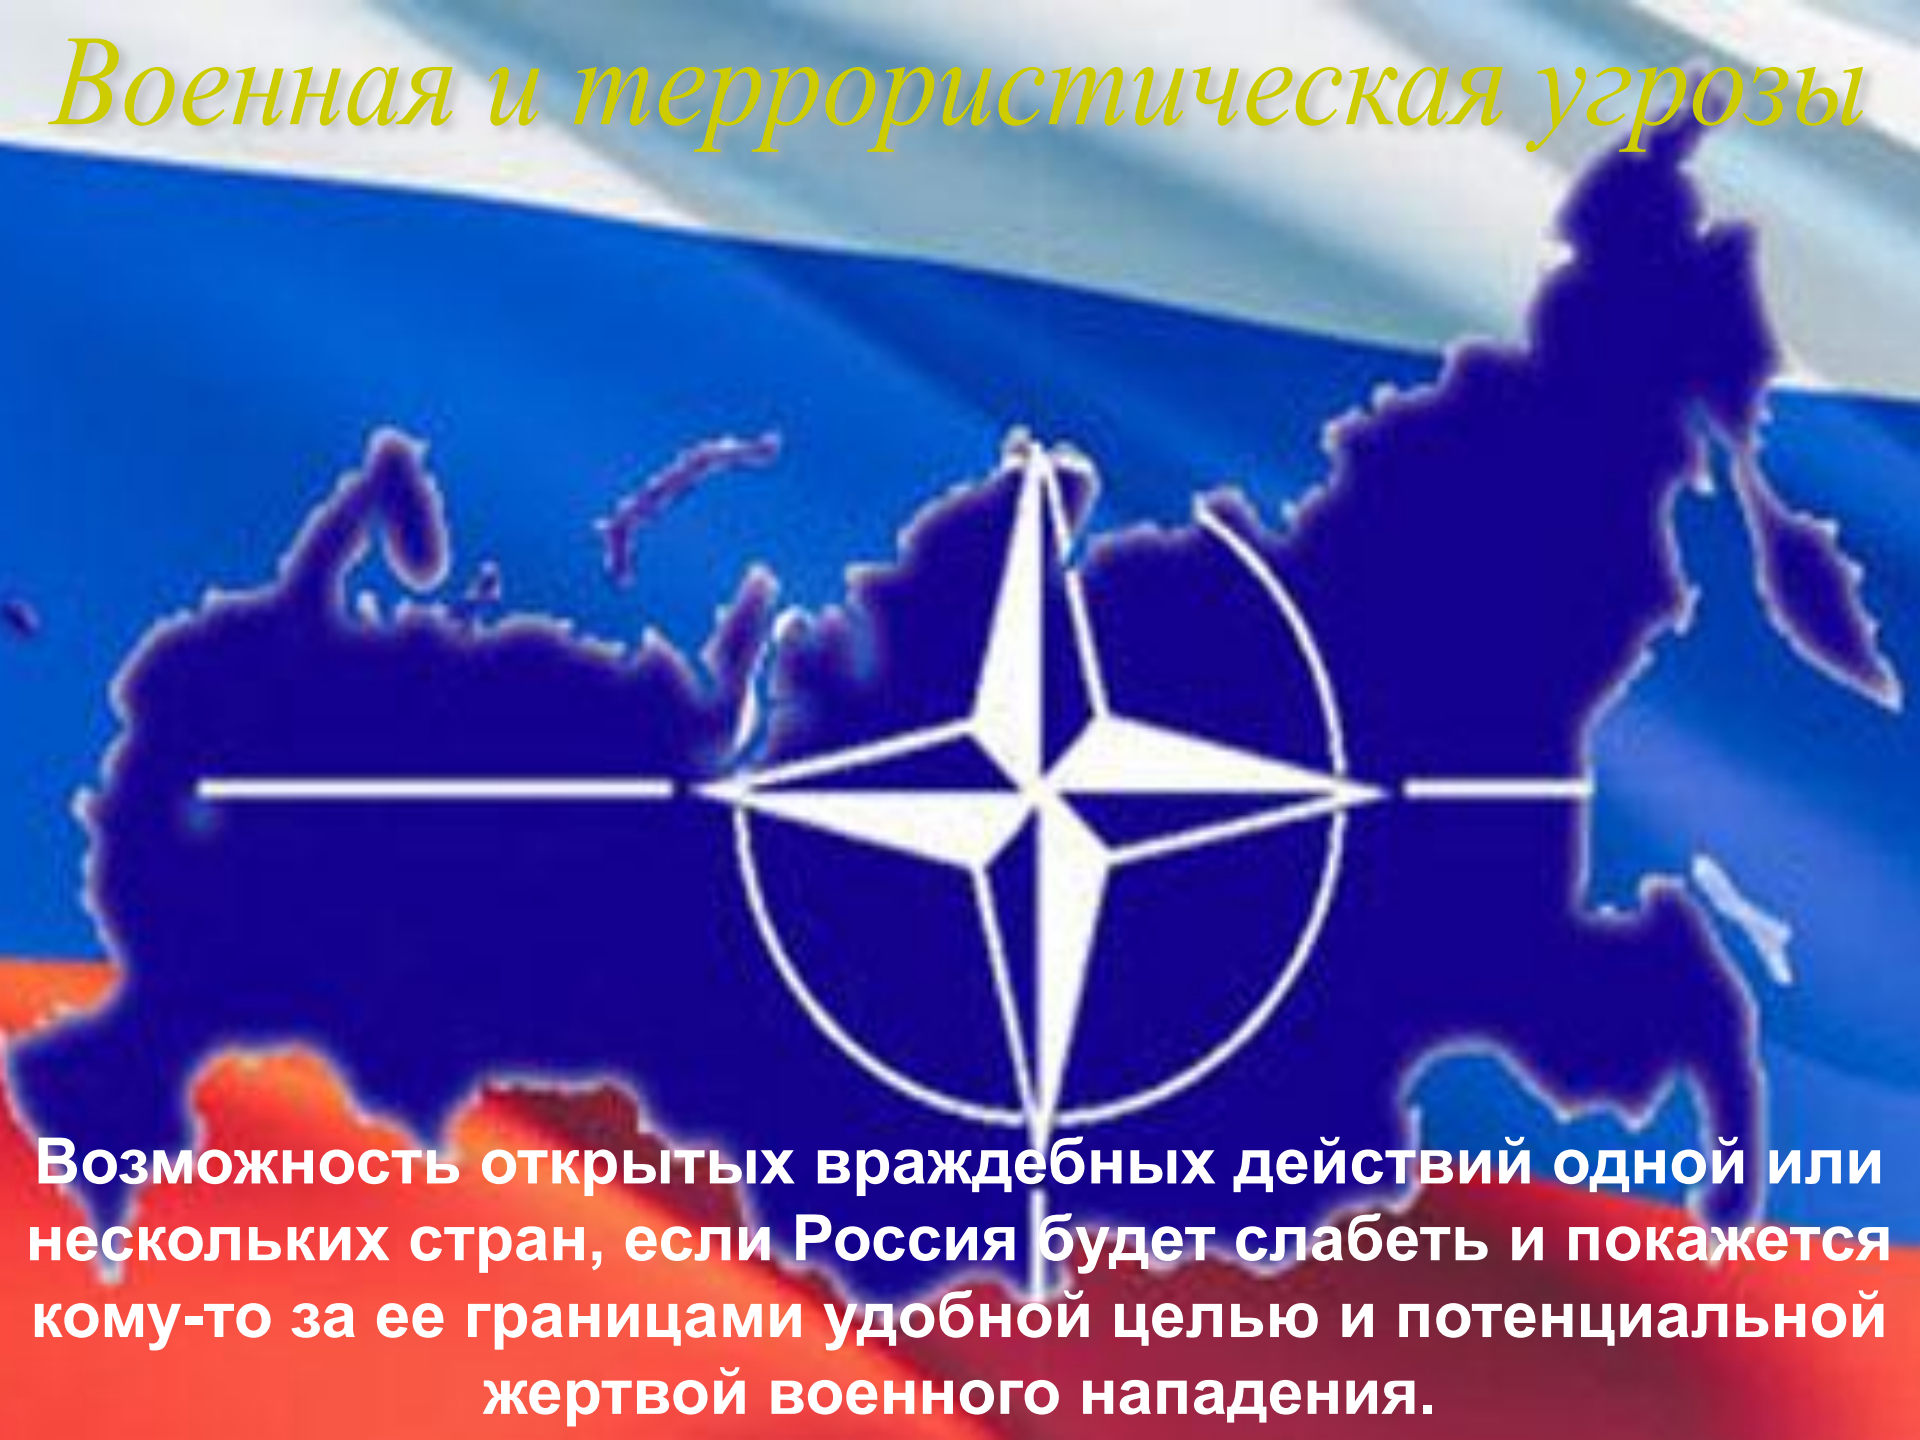 Военная и террористическая угрозы
Возможность открытых враждебных действий одной или
нескольких стран, если Россия будет слабеть и покажется
кому-то за ее границами удобной целью и потенциальной
жертвой военного нападения.